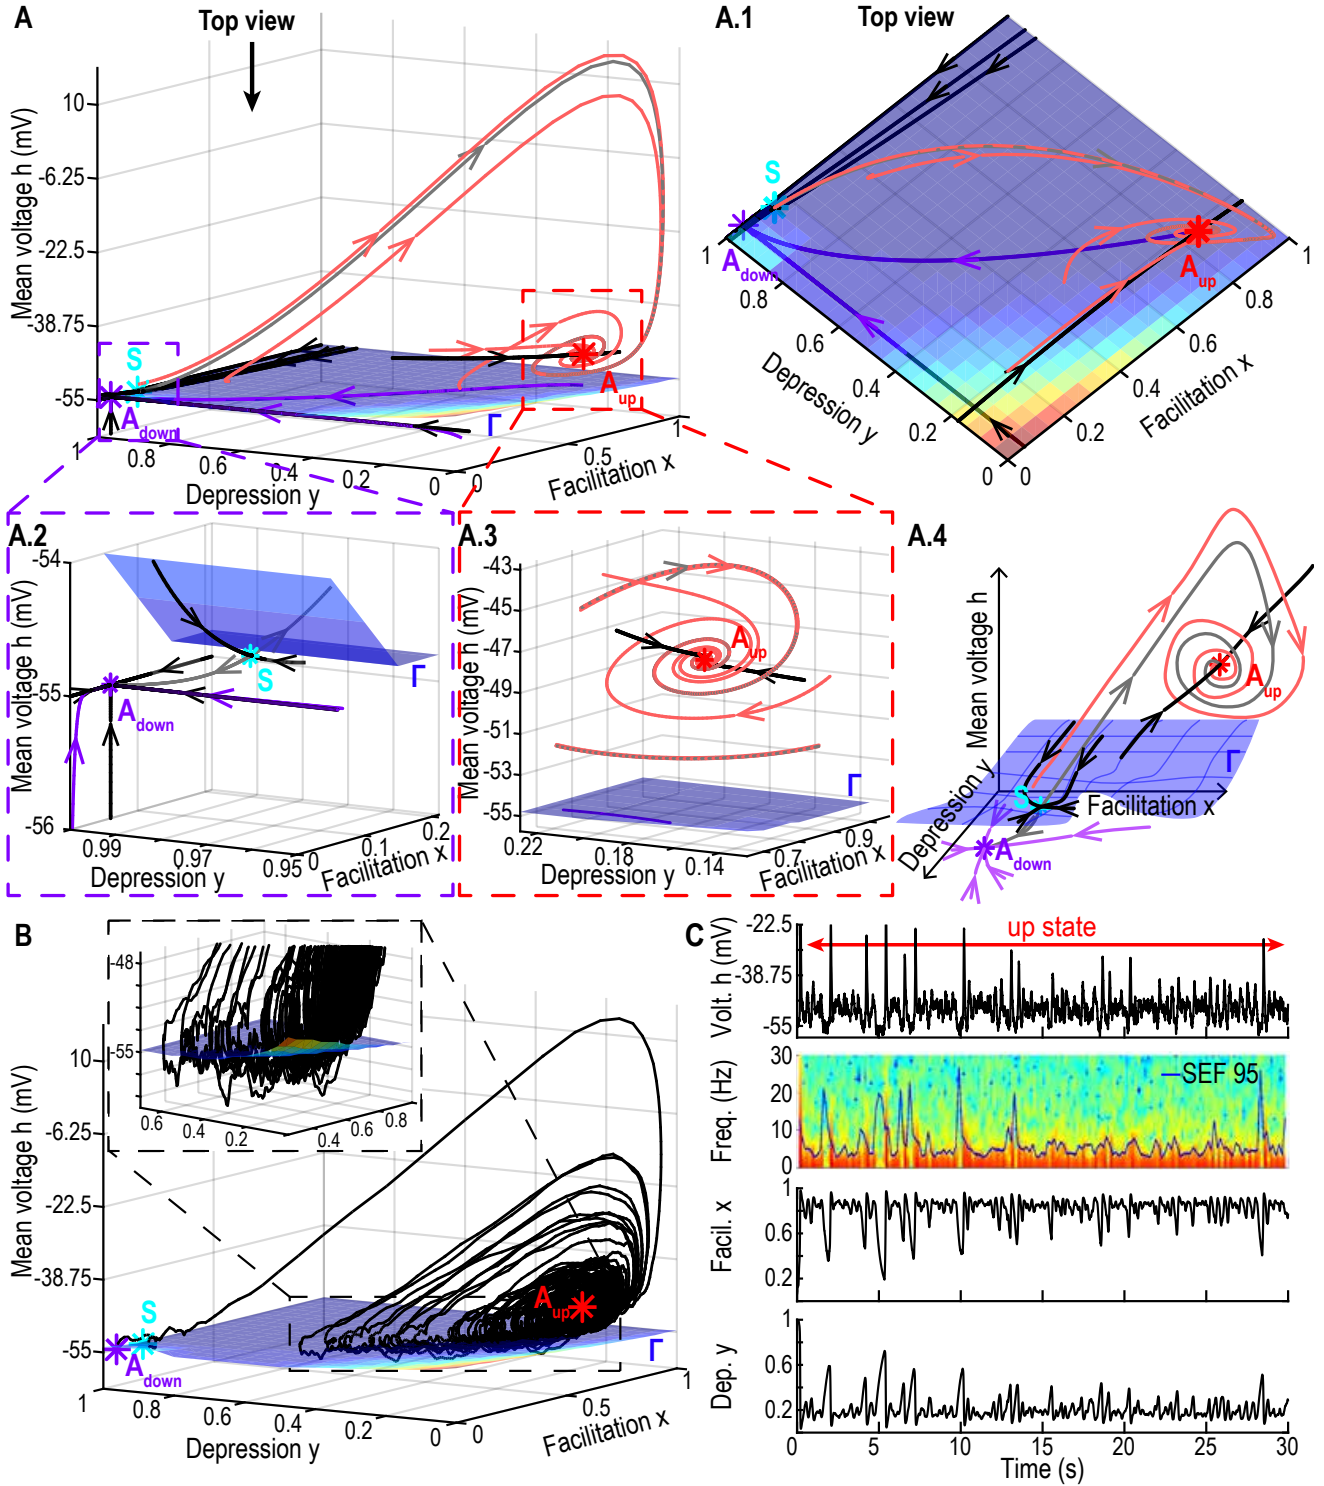 A
Top view
Mean voltage h (mV)
10
-6.25
-22.5
-38.75
-55
S
A down
A up
Γ
1
0.8
0.6
0.4
0.2
0
Depression y
0
0.5
1
Facilitation x
A.1
Top view
S
A down
A up
1
0.8
0.6
0.4
0.2
0
Depression y
0
0.2
0.4
0.6
0.8
1
Facilitation x
A.2
Mean voltage h (mV)
-54
-55
-56
S
A down
Γ
0.99
0.97
0.95
Depression y
0
0.1
0.2
Facilitation x
A.3
Mean voltage h (mV)
-43
-45
-47
-49
-51
-53
-55
A up
Γ
0.22
0.18
0.14
Depression y
0.7
0.9
Facilitation x
A.4
Mean voltage h
A up
Γ
S
Facilitation x
Depression y
A down
B
-48
-55
0.6
0.4
0.2
0.4
0.6
0.8
Mean voltage h (mV)
10
-6.25
-22.5
-38.75
-55
S
A down
A up
Γ
1
0.8
0.6
0.4
0.2
0
Depression y
0
0.5
1
Facilitation x
C
Volt. h (mV)
-22.5
-38.75
-55
up state
Freq. (Hz)
30
20
10
0
SEF 95
Facil. x
1
0.6
0.2
Dep. y
1
0.6
0.2
0
5
10
15
20
25
30
Time (s)